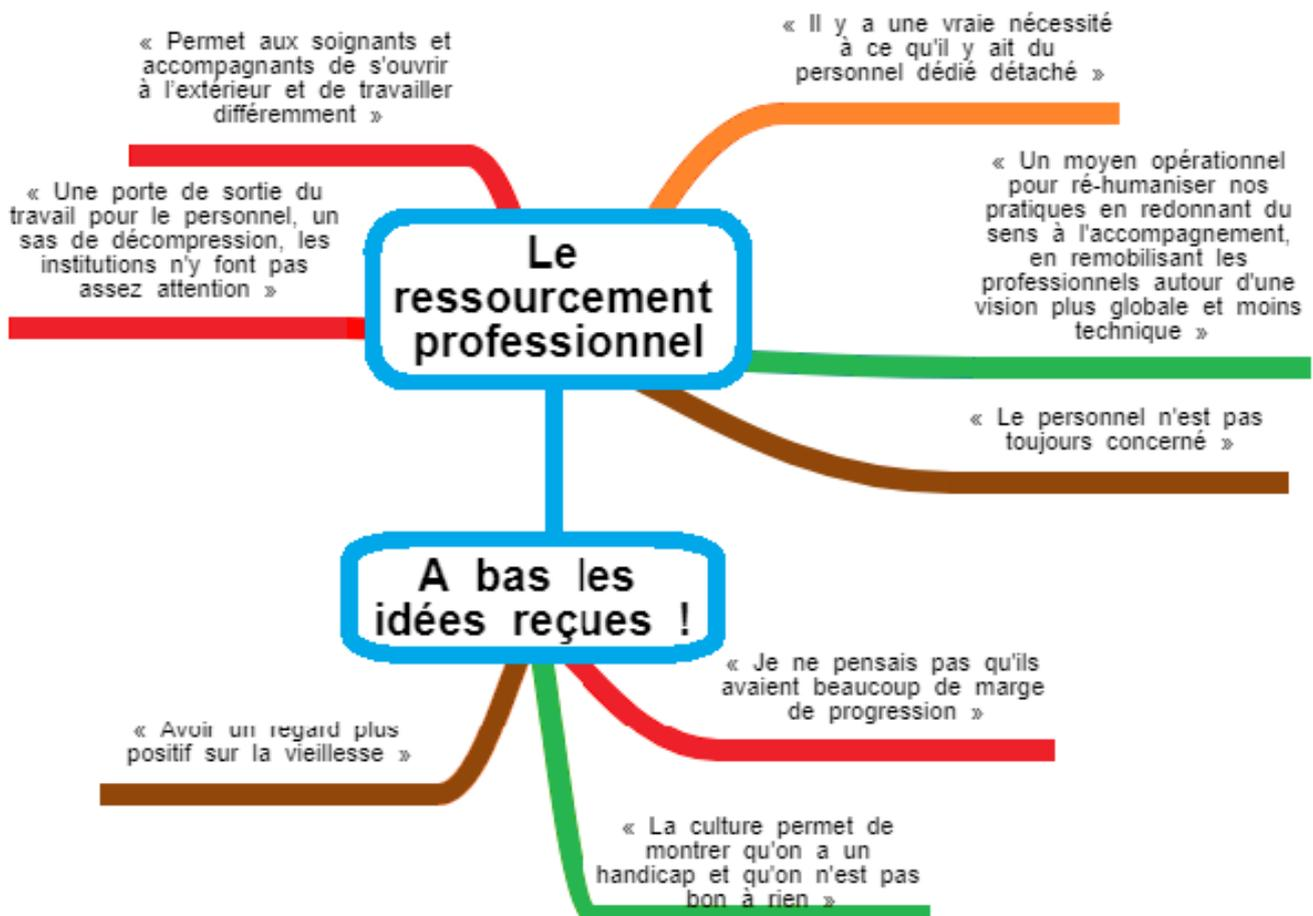 « Permet aux soignants et
accompagnants de s'ouvrir
à l'extérieur et de travailler
différemment »
« Il y a une vraie nécessité
à ce qu'il y ait du
personnel dédié détaché »
« Une porte de sortie du
travail pour le personnel, un
sas de décompression, les
institutions n'y font pas
assez attention »
Le
ressourcement
professionnel
« Un moyen opérationnel
pour ré-humaniser nos
pratiques en redonnant du
sens à l'accompagnement,
en remobilisant les
professionnels autour d'une
vision plus globale et moins
technique »
« Le personnel n'est pas
toujours concerné »
A bas les
idées reçues !
« Je ne pensais pas qu'ils
avaient beaucoup de marge
de progression »
« Avoir un regard plus
positif sur la vieillesse »
« La culture permet de
montrer qu'on a un
handicap et qu'on n'est pas
bon à rien »